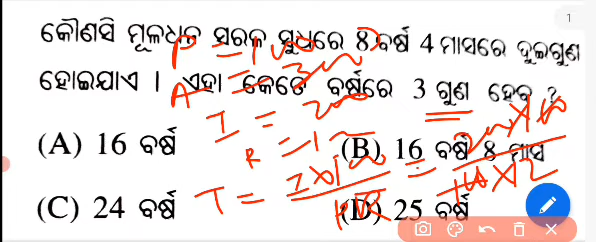 1
କୌଣସି ମୂଳଧନ ସରଳ ସୁଧରେ 8 ବର୍ଷ 4 ମାସରେ ଦୁଇଗୁଣ
ହୋଇଯାଏ । ଏହା କେତେ ବର୍ଷରେ 3 ଗୁଣ ହେବ ?
(A) 16 ବର୍ଷ
(B) 16 ବର୍ଷ 8 ମାସ
(C) 24 ବର୍ଷ
(D) 25 ବର୍ଷ
P =
A =
I =
R =
T =